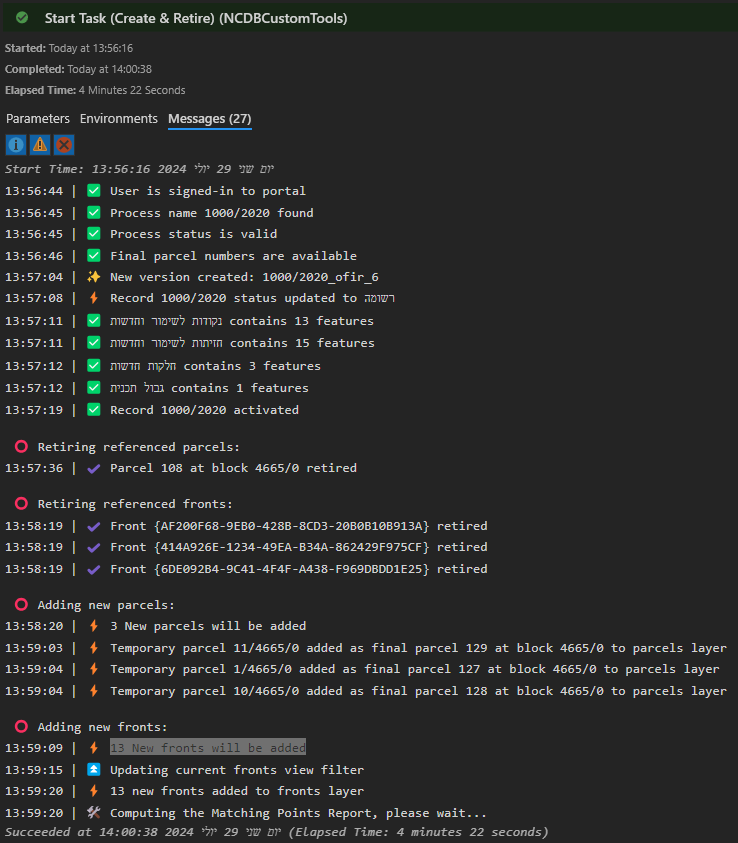 Start Task (Create & Retire) (NCDBCustomTools)
Started: Today at 13:56:16
Completed: Today at 14:00:38
Elapsed Time: 4 Minutes 22 Seconds
Parameters Environments Messages (27)
Start Time: 13:56:16 2024 יום שני 29 יולי
13:56:44 | ✅ User is signed-in to portal
13:56:45 | ✅ Process name 1000/2020 found
13:56:45 | ✅ Process status is valid
13:56:46 | ✅ Final parcel numbers are available
13:57:04 | ✨ New version created: 1000/2020_ofir_6
13:57:08 | ⚡ Record 1000/2020 status updated to רשומה
13:57:11 | ✅ נקודות לשימור וחדשות contains 13 features
13:57:11 | ✅ חזיתות לשימור וחדשות contains 15 features
13:57:12 | ✅ חלקות חדשות contains 3 features
13:57:12 | ✅ גבול תכנית contains 1 features
13:57:19 | ✅ Record 1000/2020 activated
⭕ Retiring referenced parcels:
13:57:36 | ✔ Parcel 108 at block 4665/0 retired
⭕ Retiring referenced fronts:
13:58:19 | ✔ Front {AF200F68-9EB0-428B-8CD3-20B0B10B913A} retired
13:58:19 | ✔ Front {414A926E-1234-49EA-B34A-862429F975CF} retired
13:58:19 | ✔ Front {6DE092B4-9C41-4F4F-A438-F969DBDD1E25} retired
⭕ Adding new parcels:
13:58:20 | ⚡ 3 New parcels will be added
13:59:03 | ⚡ Temporary parcel 11/4665/0 added as final parcel 129 at block 4665/0 to parcels layer
13:59:04 | ⚡ Temporary parcel 1/4665/0 added as final parcel 127 at block 4665/0 to parcels layer
13:59:04 | ⚡ Temporary parcel 10/4665/0 added as final parcel 128 at block 4665/0 to parcels layer
⭕ Adding new fronts:
13:59:09 | ⚡ 13 New fronts will be added
13:59:15 | ⏫ Updating current fronts view filter
13:59:20 | ⚡ 13 new fronts added to fronts layer
13:59:20 | 🛠 Computing the Matching Points Report, please wait...
Succeeded at 14:00:38 2024 יום שני 29 יולי (Elapsed Time: 4 minutes 22 seconds)